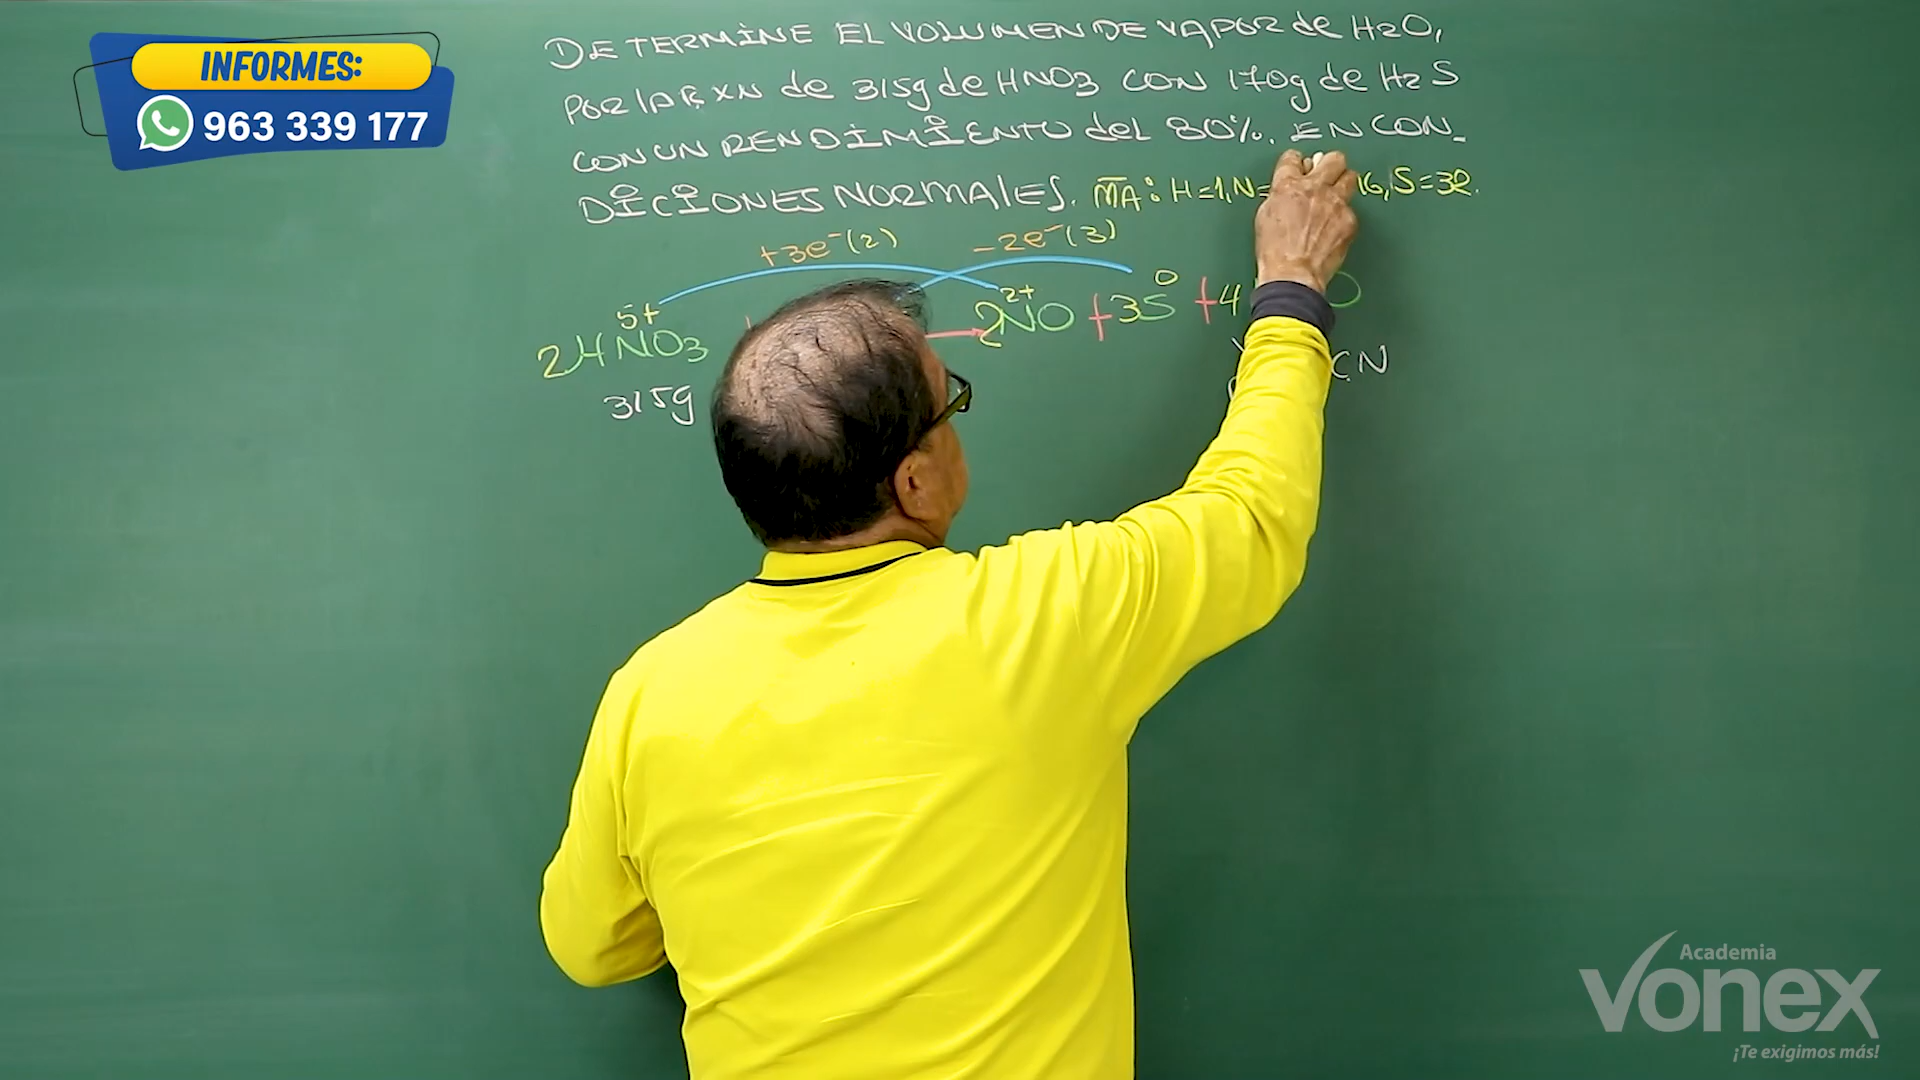 INFORMES:
963 339 177
DETERMINE EL VOLUMEN DE VAPOR de H2O,
POR LA RXN de 315g de HNO3 CON 170g de H2S
CON UN RENDIMIENTO del 80%. EN CON-
DICIONES NORMALES. MA: H=1, N= 16, S=32.
+3e-(2) -2e-(3)
5+ 2+ 0
2HNO3 → 2NO + 3S + 4 O
315g CN
Academia
Vonex
¡Te exigimos más!